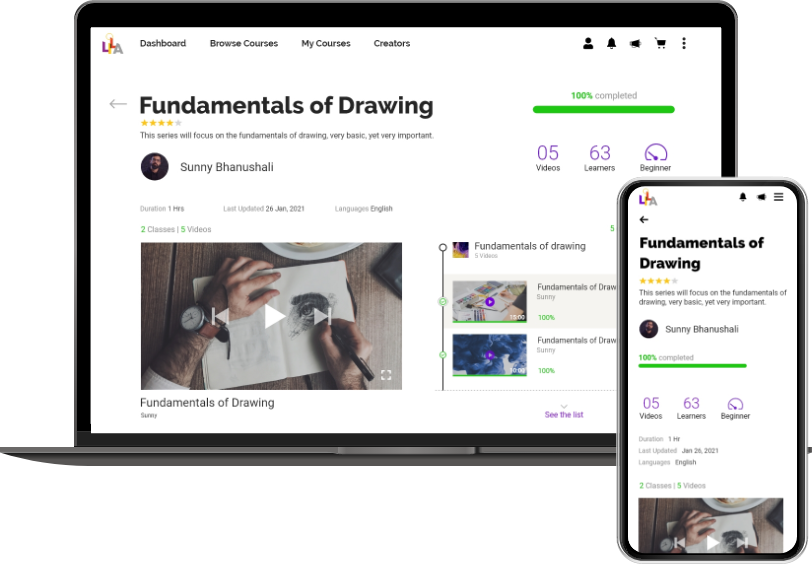 LILA
Dashboard Browse Courses My Courses Creators
Fundamentals of Drawing
100% completed
This series will focus on the fundamentals of drawing, very basic, yet very important.
Sunny Bhanushali
05 63
Videos Learners Beginner
Duration 1 Hrs Last Updated 26 Jan, 2021 Languages English
2 Classes | 5 Videos
5
Fundamentals of drawing
5 Videos
Fundamentals of Draw
Sunny
10:00
100%
Fundamentals of Draw
Sunny
10:00
100%
Fundamentals of Drawing
Sunny
See the list
LILA
Fundamentals of
Drawing
This series will focus on the fundamentals of
drawing, very basic, yet very important.
Sunny Bhanushali
100% completed
05 63
Videos Learners Beginner
Duration 1 Hr
Last Updated Jan 26, 2021
Languages English
2 Classes | 5 Videos